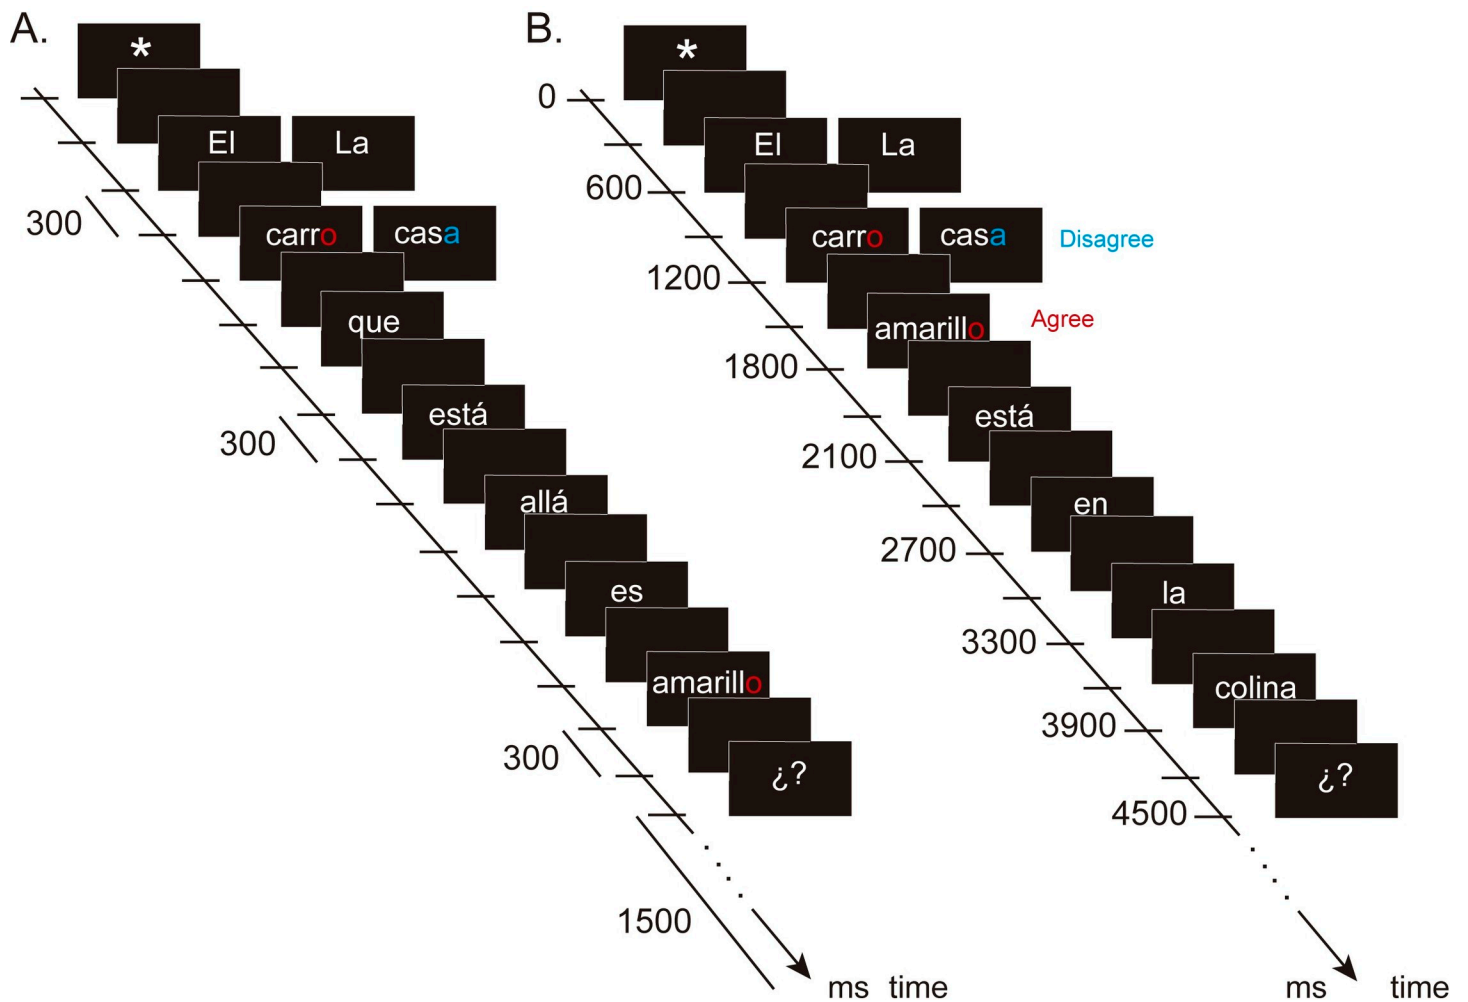 A.
*
El La
300
carro casa
que
está
300
allá
es
amarillo
300
¿?
1500
ms time
B.
0
*
El La
600
carro casa Disagree
1200
amarillo Agree
1800
está
2100
en
2700
la
3300
colina
3900
¿?
4500
ms time